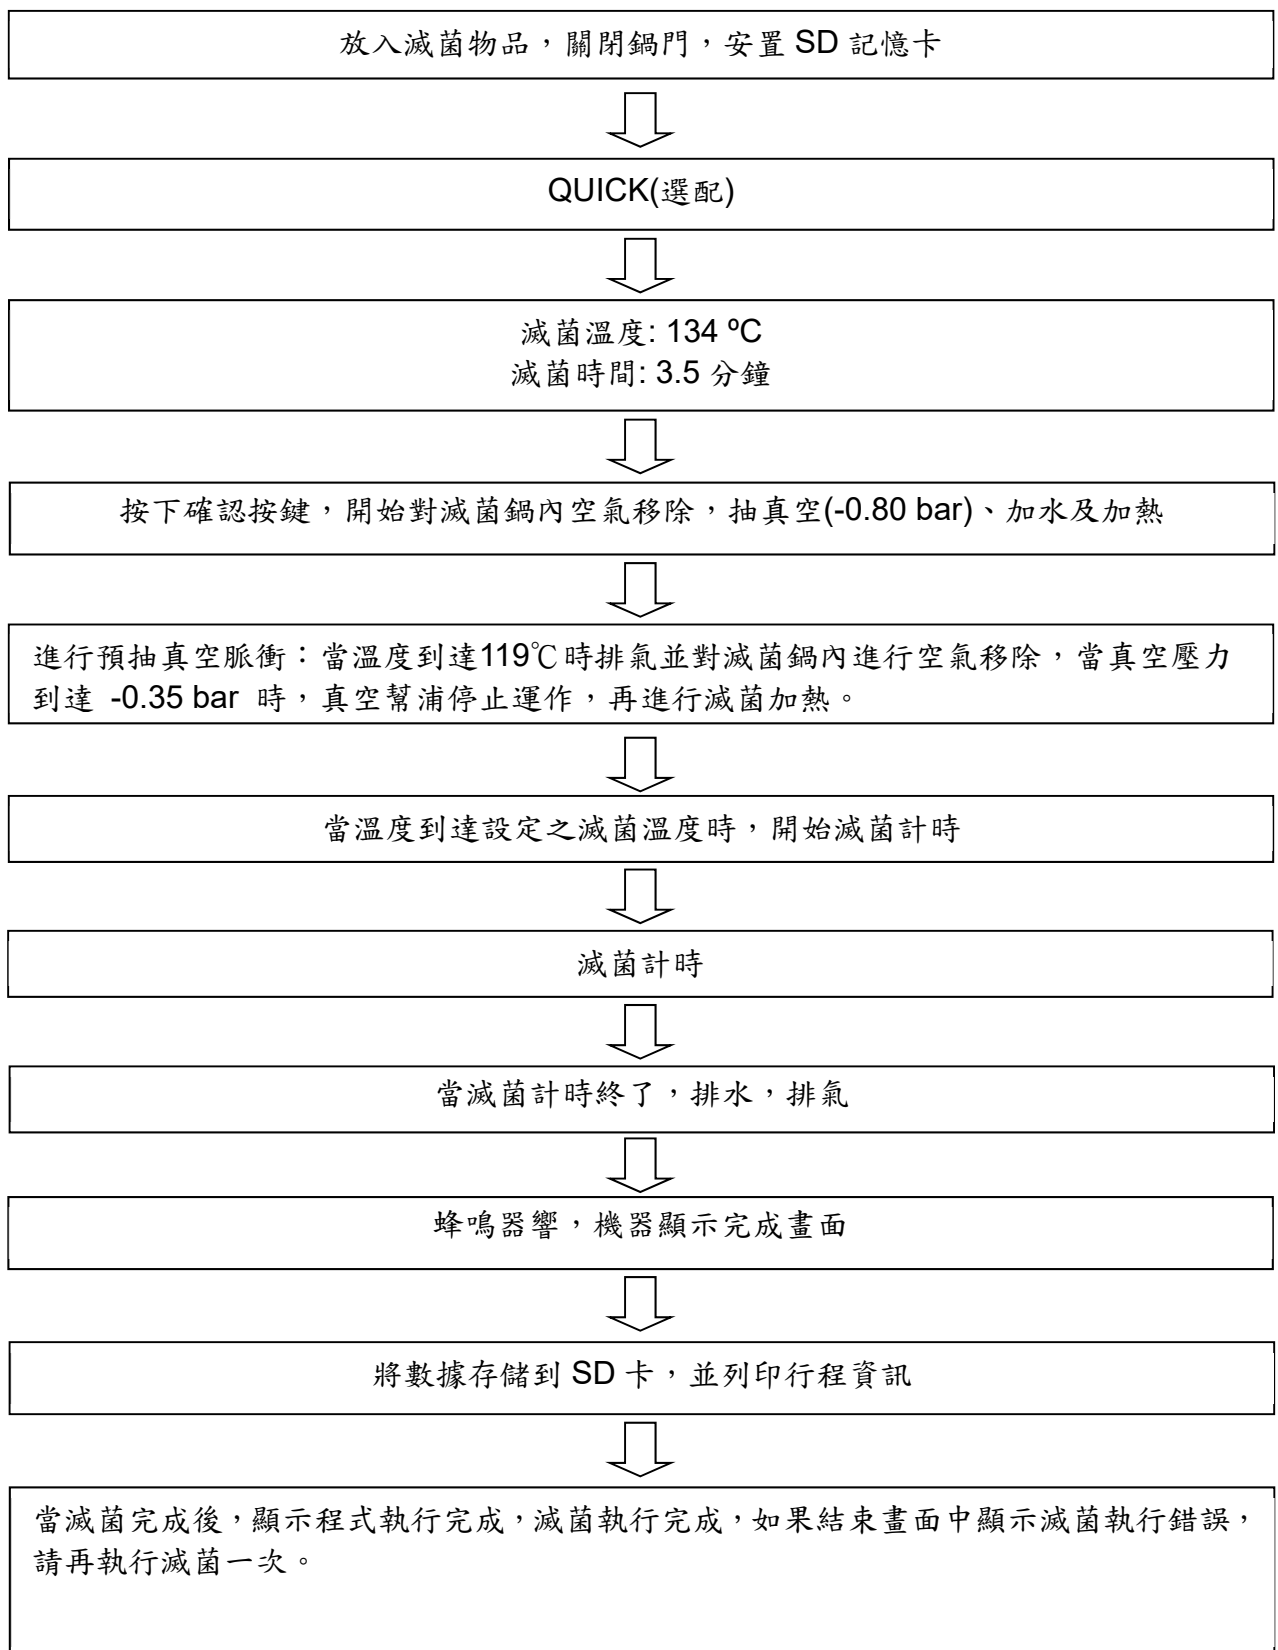 放入滅菌物品，關閉鍋門，安置 SD 記憶卡
QUICK(選配)
滅菌溫度: 134 ºC
滅菌時間: 3.5 分鐘
按下確認按鍵，開始對滅菌鍋內空氣移除，抽真空(-0.80 bar)、加水及加熱
進行預抽真空脈衝：當溫度到達119℃時排氣並對滅菌鍋內進行空氣移除，當真空壓力
到達 -0.35 bar 時，真空幫浦停止運作，再進行滅菌加熱。
當溫度到達設定之滅菌溫度時，開始滅菌計時
滅菌計時
當滅菌計時終了，排水，排氣
蜂鳴器響，機器顯示完成畫面
將數據存儲到 SD 卡，並列印行程資訊
當滅菌完成後，顯示程式執行完成，滅菌執行完成，如果結束畫面中顯示滅菌執行錯誤，
請再執行滅菌一次。